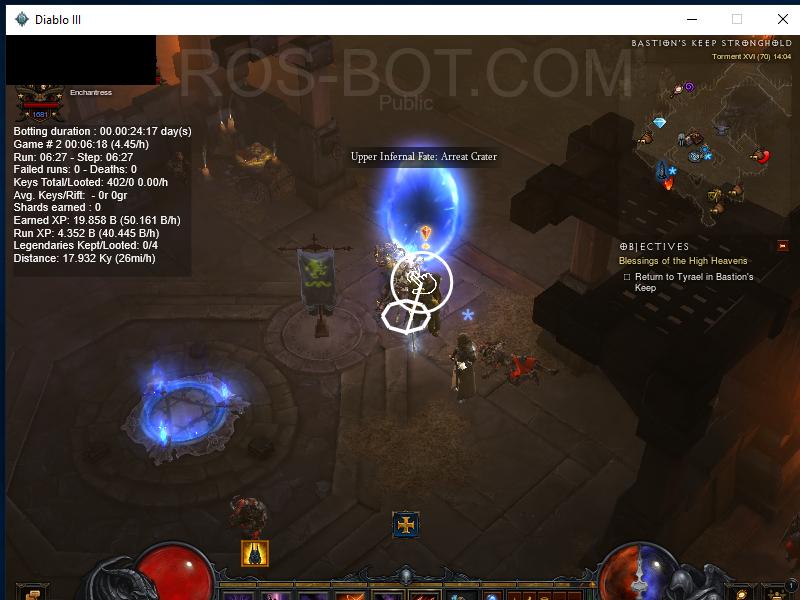 Diablo III
ROS-BOT.COM
Public
BASTION'S KEEP STRONGHOLD
Torment XVI (70) 14:04
Enchantress
1681
Botting duration : 00.00:24:17 day(s)
Game # 2 00:06:18 (4.45/h)
Run: 06:27 - Step: 06:27
Failed runs: 0 - Deaths: 0
Keys Total/Looted: 402/0 0.00/h
Avg. Keys/Rift:  - 0r 0gr
Shards earned : 0
Earned XP: 19.858 B (50.161 B/h)
Run XP: 4.352 B (40.445 B/h)
Legendaries Kept/Looted: 0/4
Distance: 17.932 Ky (26mi/h)
Upper Infernal Fate: Arreat Crater
OBJECTIVES
Blessings of the High Heavens
Return to Tyrael in Bastion's
Keep
1